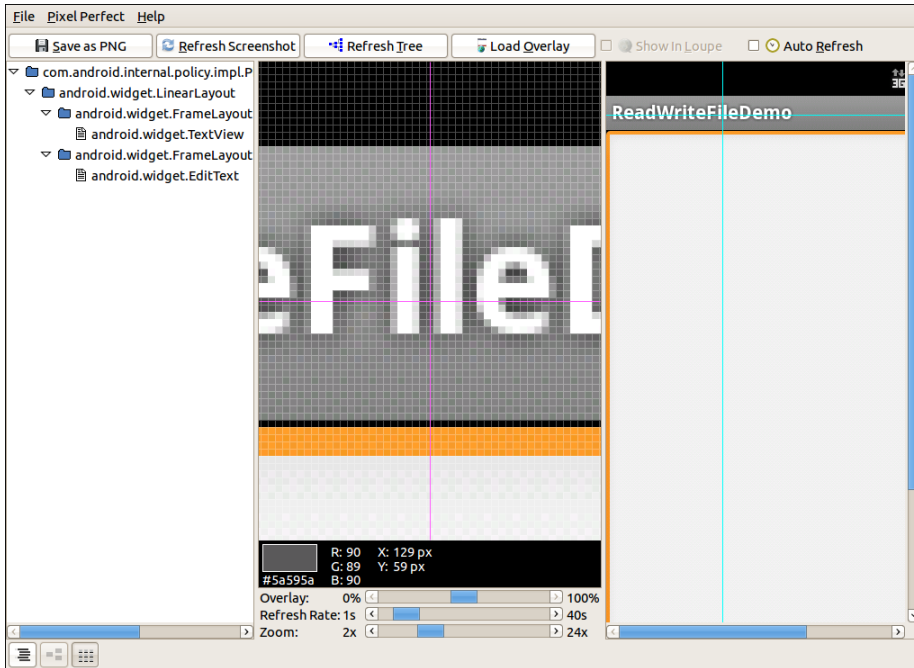 File Pixel Perfect Help
Save as PNG Refresh Screenshot Refresh Tree Load Overlay Show In Loupe Auto Refresh
com.android.internal.policy.impl.P
android.widget.LinearLayout
android.widget.FrameLayout
android.widget.TextView
android.widget.FrameLayout
android.widget.EditText
eFileD
3G
ReadWriteFileDemo
#5a595a
R: 90 X: 129 px
G: 89 Y: 59 px
B: 90
Overlay: 0% 100%
Refresh Rate: 1s 40s
Zoom: 2x 24x